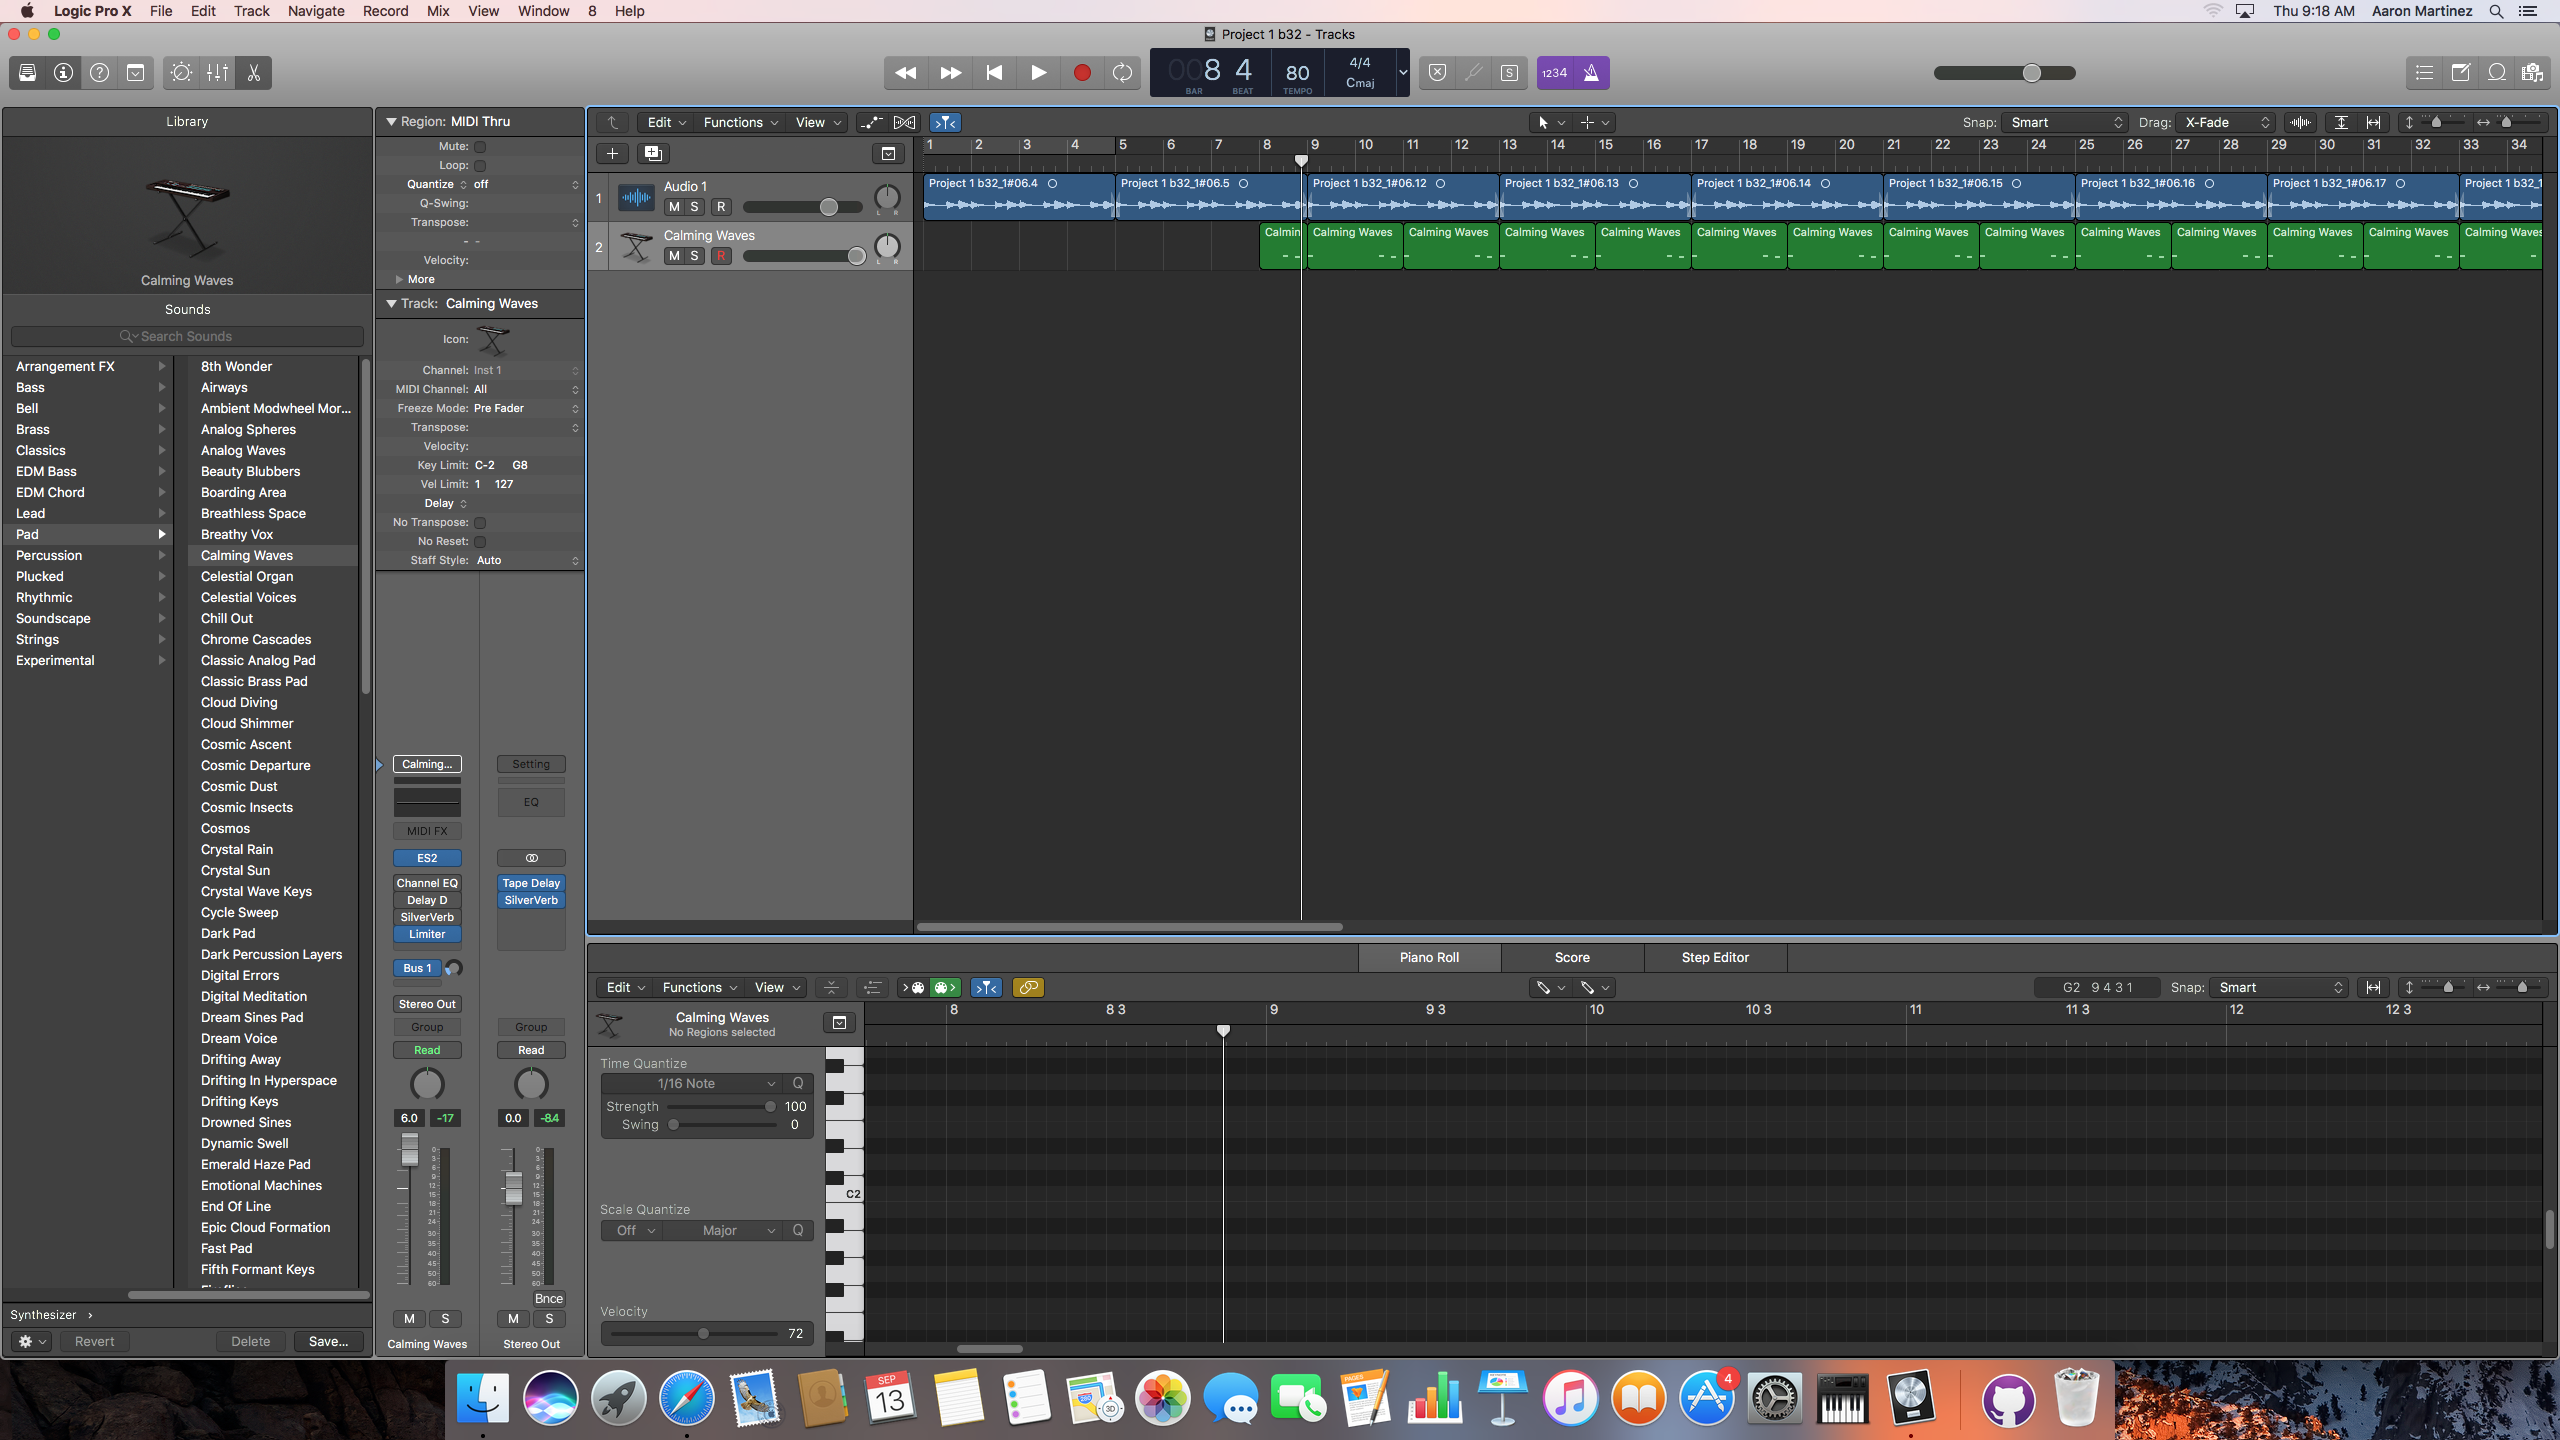 Logic Pro X File Edit Track Navigate Record Mix View Window 8 Help Thu 9:18 AM Aaron Martinez
Project 1 b32 - Tracks
008 4 80 4/4 Cmaj
BAR BEAT TEMPO
S 1234
Library
Calming Waves
Sounds
Search Sounds
Arrangement FX
Bass
Bell
Brass
Classics
EDM Bass
EDM Chord
Lead
Pad
Percussion
Plucked
Rhythmic
Soundscape
Strings
Experimental
8th Wonder
Airways
Ambient Modwheel Mor...
Analog Spheres
Analog Waves
Beauty Blubbers
Boarding Area
Breathless Space
Breathy Vox
Calming Waves
Celestial Organ
Celestial Voices
Chill Out
Chrome Cascades
Classic Analog Pad
Classic Brass Pad
Cloud Diving
Cloud Shimmer
Cosmic Ascent
Cosmic Departure
Cosmic Dust
Cosmic Insects
Cosmos
Crystal Rain
Crystal Sun
Crystal Wave Keys
Cycle Sweep
Dark Pad
Dark Percussion Layers
Digital Errors
Digital Meditation
Dream Sines Pad
Dream Voice
Drifting Away
Drifting In Hyperspace
Drifting Keys
Drowned Sines
Dynamic Swell
Emerald Haze Pad
Emotional Machines
End Of Line
Epic Cloud Formation
Fast Pad
Fifth Formant Keys
Synthesizer ›
Revert Delete Save...
Region: MIDI Thru
Mute:
Loop:
Quantize off
Q-Swing:
Transpose:
- -
Velocity:
More
Track: Calming Waves
Icon:
Channel: Inst 1
MIDI Channel: All
Freeze Mode: Pre Fader
Transpose:
Velocity:
Key Limit: C-2 G8
Vel Limit: 1 127
Delay
No Transpose:
No Reset:
Staff Style: Auto
Calming... Setting
EQ
MIDI FX
ES2
Channel EQ Tape Delay
Delay D SilverVerb
SilverVerb
Limiter
Bus 1
Stereo Out
Group Group
Read Read
6.0 -17 0.0 -8.4
Bnce
M S M S
Calming Waves Stereo Out
Edit Functions View Snap: Smart Drag: X-Fade
1 2 3 4 5 6 7 8 9 10 11 12 13 14 15 16 17 18 19 20 21 22 23 24 25 26 27 28 29 30 31 32 33 34
1 Audio 1
M S R
L R
Project 1 b32_1#06.4 Project 1 b32_1#06.5 Project 1 b32_1#06.12 Project 1 b32_1#06.13 Project 1 b32_1#06.14 Project 1 b32_1#06.15 Project 1 b32_1#06.16 Project 1 b32_1#06.17 Project 1 b32_1
2 Calming Waves
M S R
L R
Calmin Calming Waves Calming Waves Calming Waves Calming Waves Calming Waves Calming Waves Calming Waves Calming Waves Calming Waves Calming Waves Calming Waves Calming Waves Calming Waves
Piano Roll Score Step Editor
Edit Functions View G2 9 4 3 1 Snap: Smart
Calming Waves
No Regions selected
8 8 3 9 9 3 10 10 3 11 11 3 12 12 3
Time Quantize
1/16 Note Q
Strength 100
Swing 0
C2
Scale Quantize
Off Major Q
Velocity
72
SEP
13
3D
PAGES
4